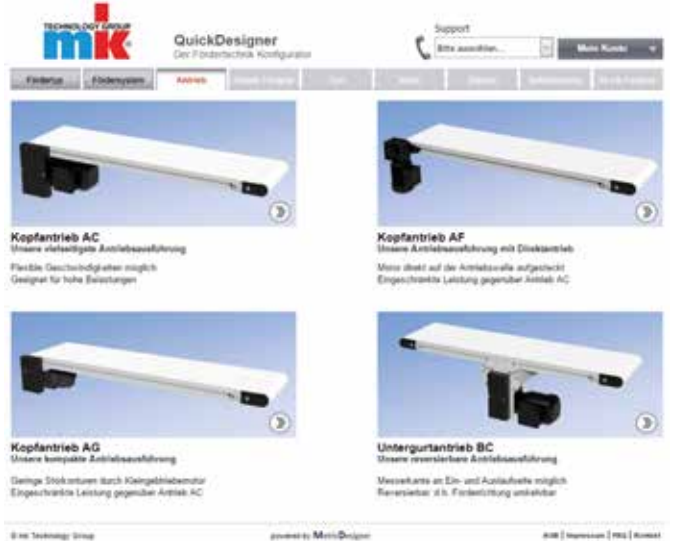 TECHNOLOGY GROUP
mk
QuickDesigner
Der Fördertechnik Konfigurator
Support
Bitte auswählen...
Mein Konto
Fördertyp
Fördersystem
Antrieb
Kopfantrieb AC
Unsere vielseitigste Antriebsausführung
Flexible Geschwindigkeiten möglich
Geeignet für hohe Belastungen
Kopfantrieb AF
Unsere Antriebsausführung mit Direktantrieb
Motor direkt auf der Antriebswelle aufgesteckt
Eingeschränkte Leistung gegenüber Antrieb AC
Kopfantrieb AG
Unsere kompakte Antriebsausführung
Geringe Störkonturen durch Kleingetriebemotor
Eingeschränkte Leistung gegenüber Antrieb AC
Untergurtantrieb BC
Unsere reversierbare Antriebsausführung
Messerkante an Ein- und Auslaufseite möglich
Reversierbar: d.h. Förderrichtung umkehrbar
© mk Technology Group
powered by MetricDesigner
AGB | Impressum | FAQ | Kontakt